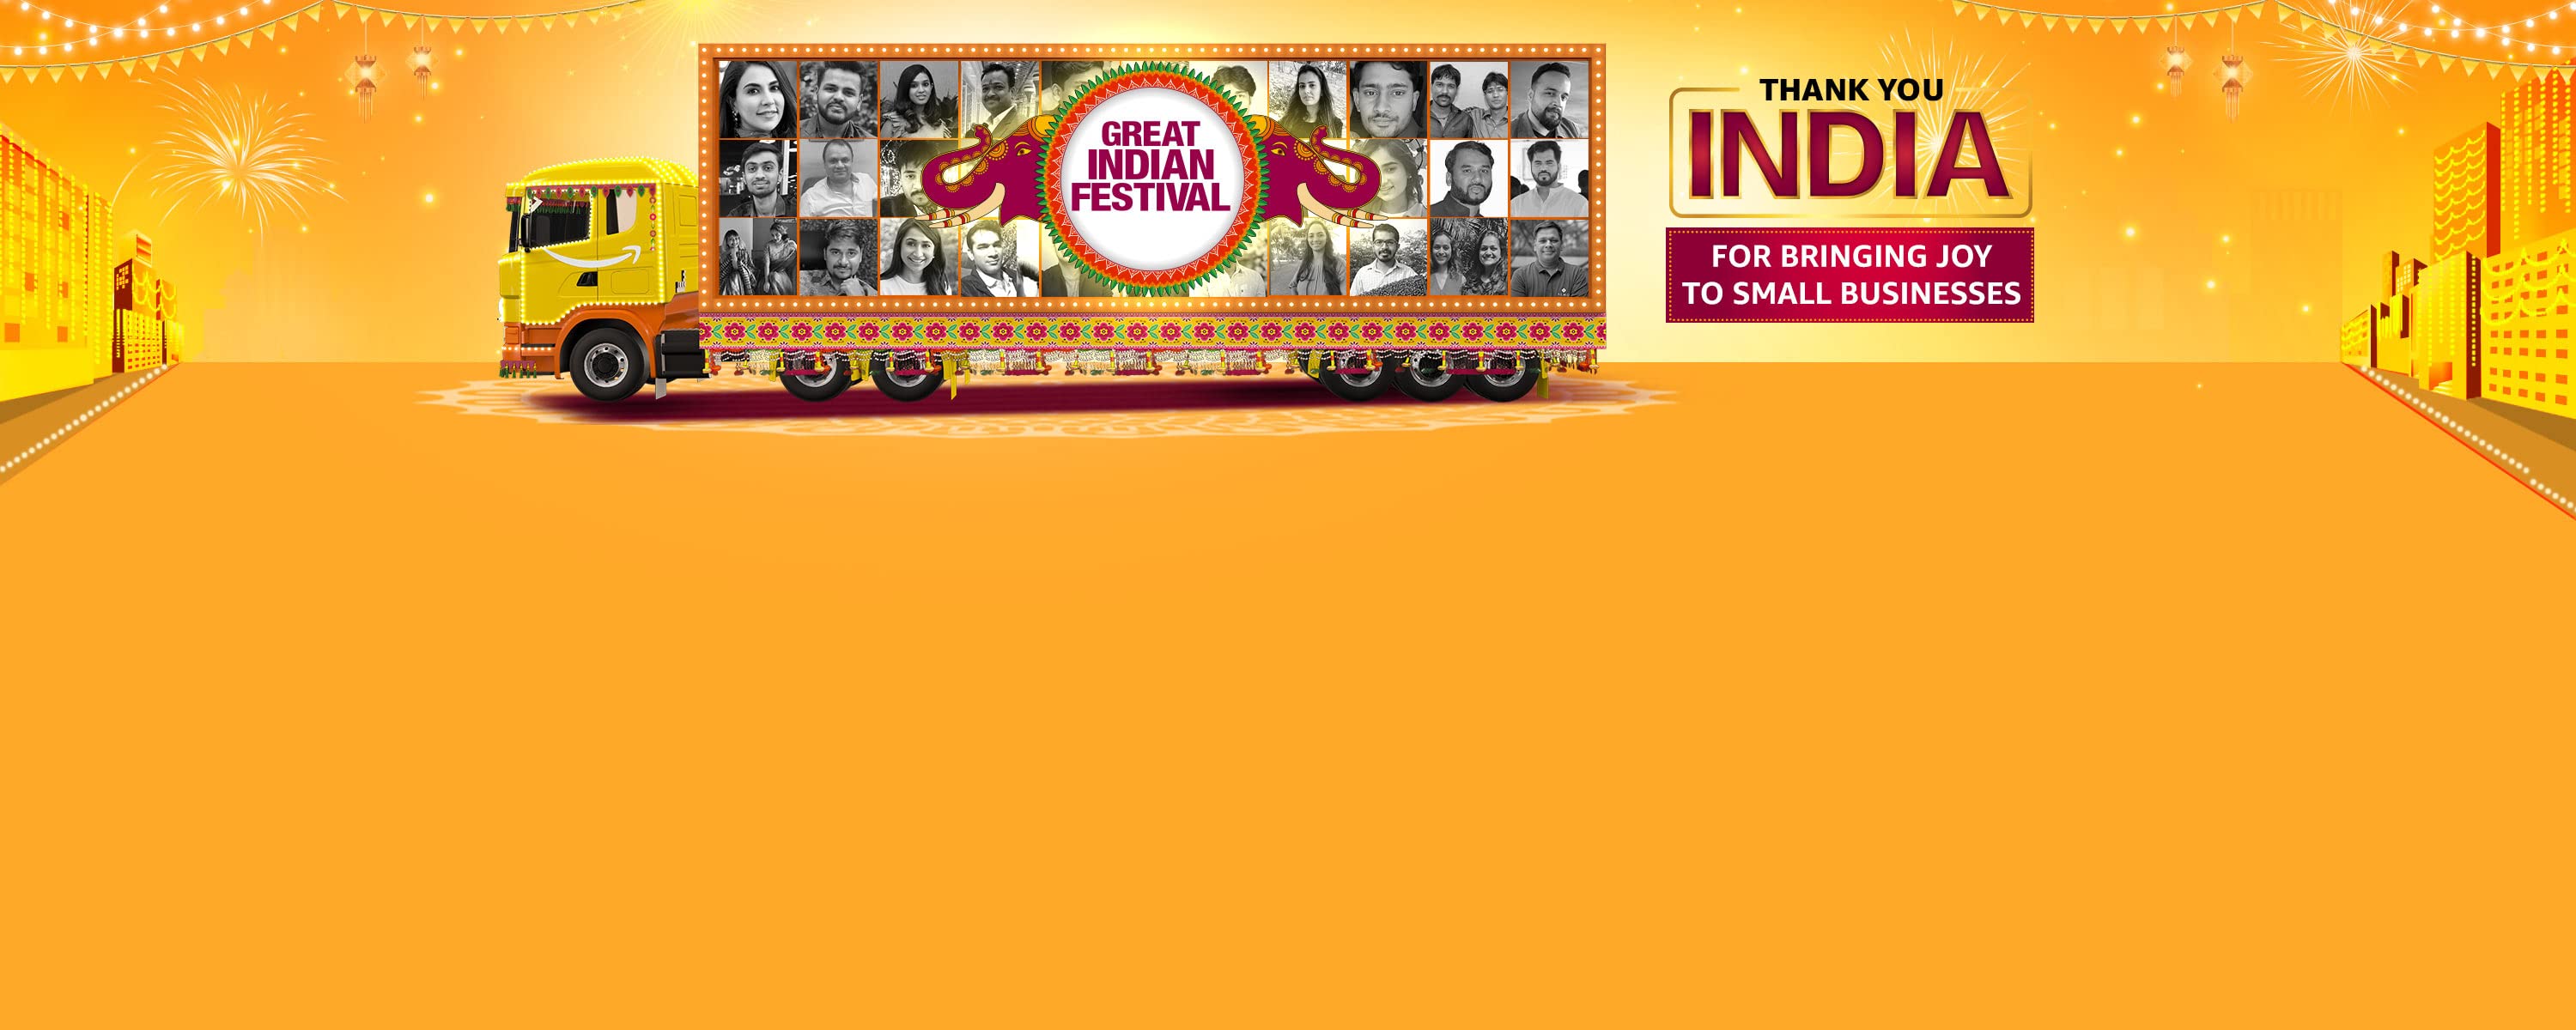 GREAT
INDIAN
FESTIVAL
THANK YOU
INDIA
FOR BRINGING JOY
TO SMALL BUSINESSES